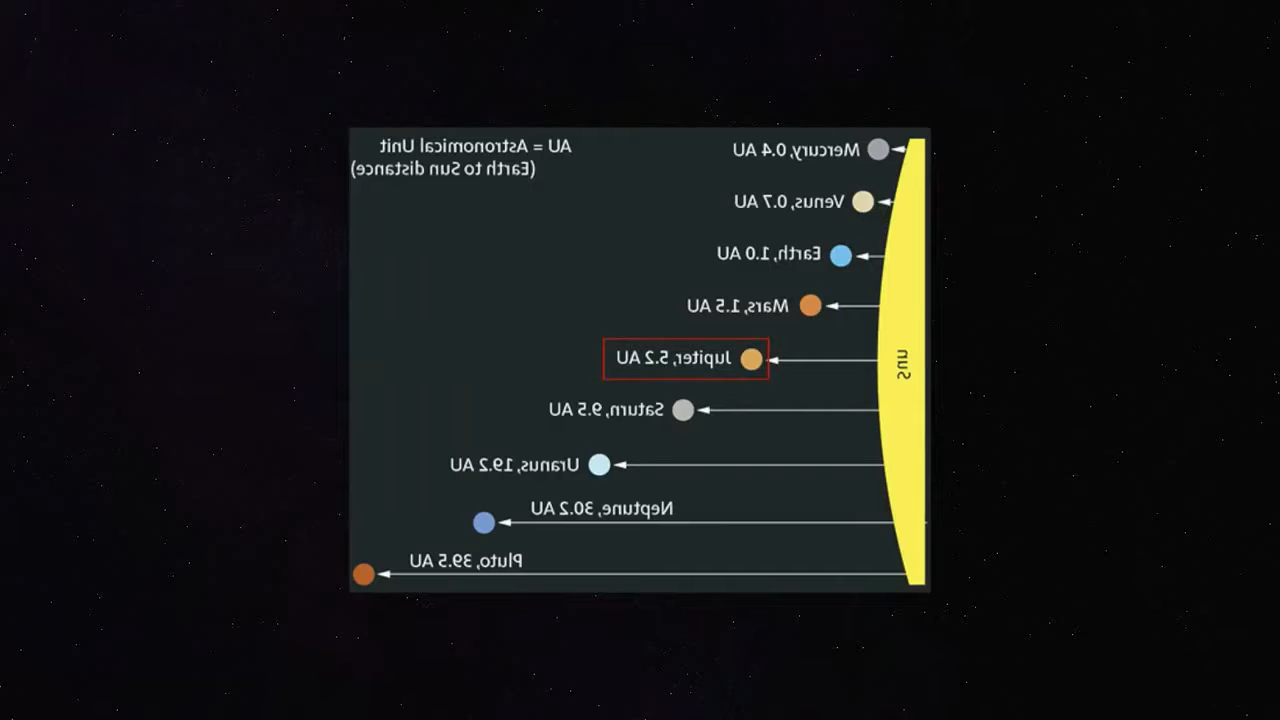 AU = Astronomical Unit
(Earth to Sun distance)
Mercury, 0.4 AU
Venus, 0.7 AU
Earth, 1.0 AU
Mars, 1.5 AU
Jupiter, 5.2 AU
Saturn, 9.5 AU
Uranus, 19.2 AU
Neptune, 30.2 AU
Pluto, 39.5 AU
Sun